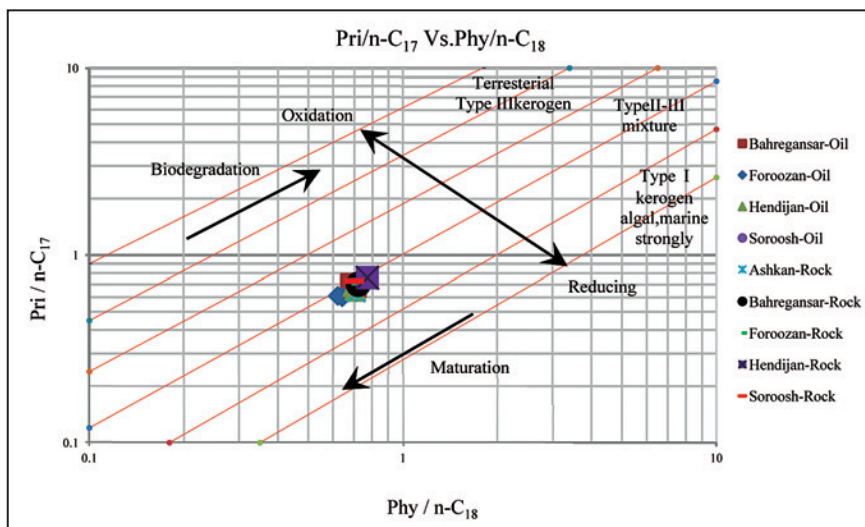 Pri/n-C17 Vs.Phy/n-C18
10
1
0.1
Pri / n-C17
Terresterial
Type IIIkerogen
TypeII-III
mixture
Type I
kerogen
algal,marine
strongly
Oxidation
Biodegradation
Reducing
Maturation
0.1
1
10
Phy / n-C18
Bahregansar-Oil
Foroozan-Oil
Hendijan-Oil
Soroosh-Oil
Ashkan-Rock
Bahregansar-Rock
Foroozan-Rock
Hendijan-Rock
Soroosh-Rock